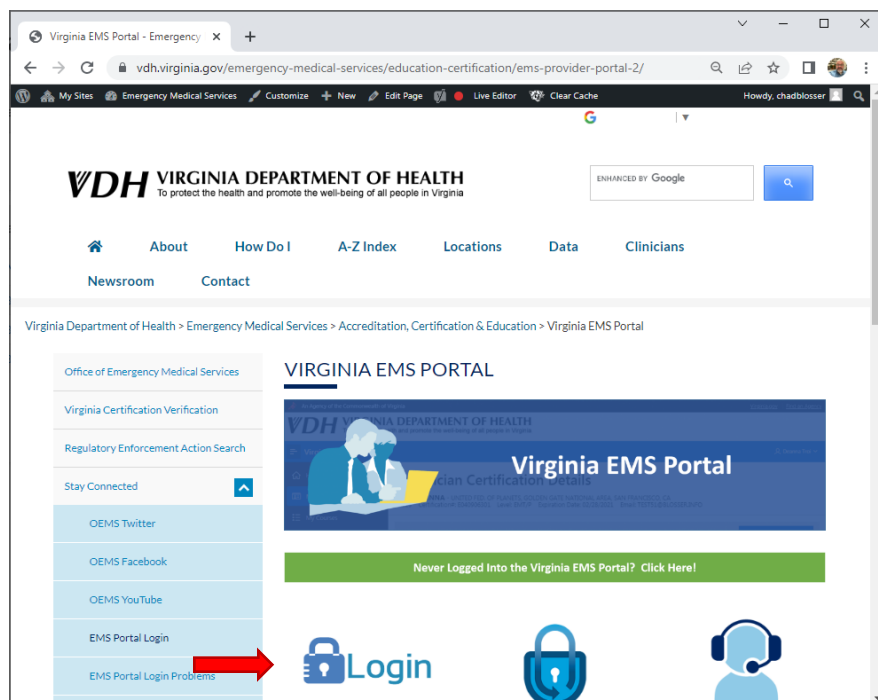 Virginia EMS Portal - Emergency
vdh.virginia.gov/emergency-medical-services/education-certification/ems-provider-portal-2/
My Sites Emergency Medical Services Customize New Edit Page Live Editor Clear Cache Howdy, chadblosser
G
VDH VIRGINIA DEPARTMENT OF HEALTH
To protect the health and promote the well-being of all people in Virginia
ENHANCED BY Google
About How Do I A-Z Index Locations Data Clinicians
Newsroom Contact
Virginia Department of Health > Emergency Medical Services > Accreditation, Certification & Education > Virginia EMS Portal
Office of Emergency Medical Services
Virginia Certification Verification
Regulatory Enforcement Action Search
Stay Connected
OEMS Twitter
OEMS Facebook
OEMS YouTube
EMS Portal Login
EMS Portal Login Problems
VIRGINIA EMS PORTAL
VDH VIRGINIA DEPARTMENT OF HEALTH
Virginia EMS Portal
Certification Details
Never Logged Into the Virginia EMS Portal? Click Here!
Login